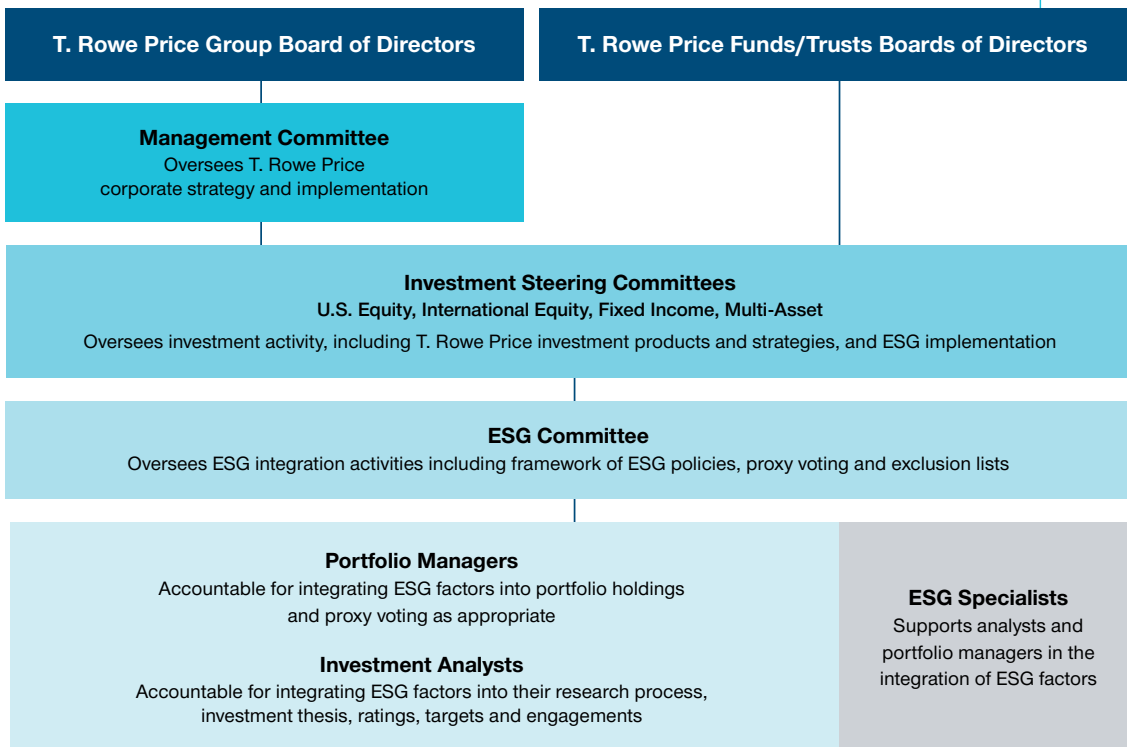 T. Rowe Price Group Board of Directors
T. Rowe Price Funds/Trusts Boards of Directors
Management Committee
Oversees T. Rowe Price
corporate strategy and implementation
Investment Steering Committees
U.S. Equity, International Equity, Fixed Income, Multi-Asset
Oversees investment activity, including T. Rowe Price investment products and strategies, and ESG implementation
ESG Committee
Oversees ESG integration activities including framework of ESG policies, proxy voting and exclusion lists
Portfolio Managers
Accountable for integrating ESG factors into portfolio holdings
and proxy voting as appropriate
Investment Analysts
Accountable for integrating ESG factors into their research process,
investment thesis, ratings, targets and engagements
ESG Specialists
Supports analysts and
portfolio managers in the
integration of ESG factors